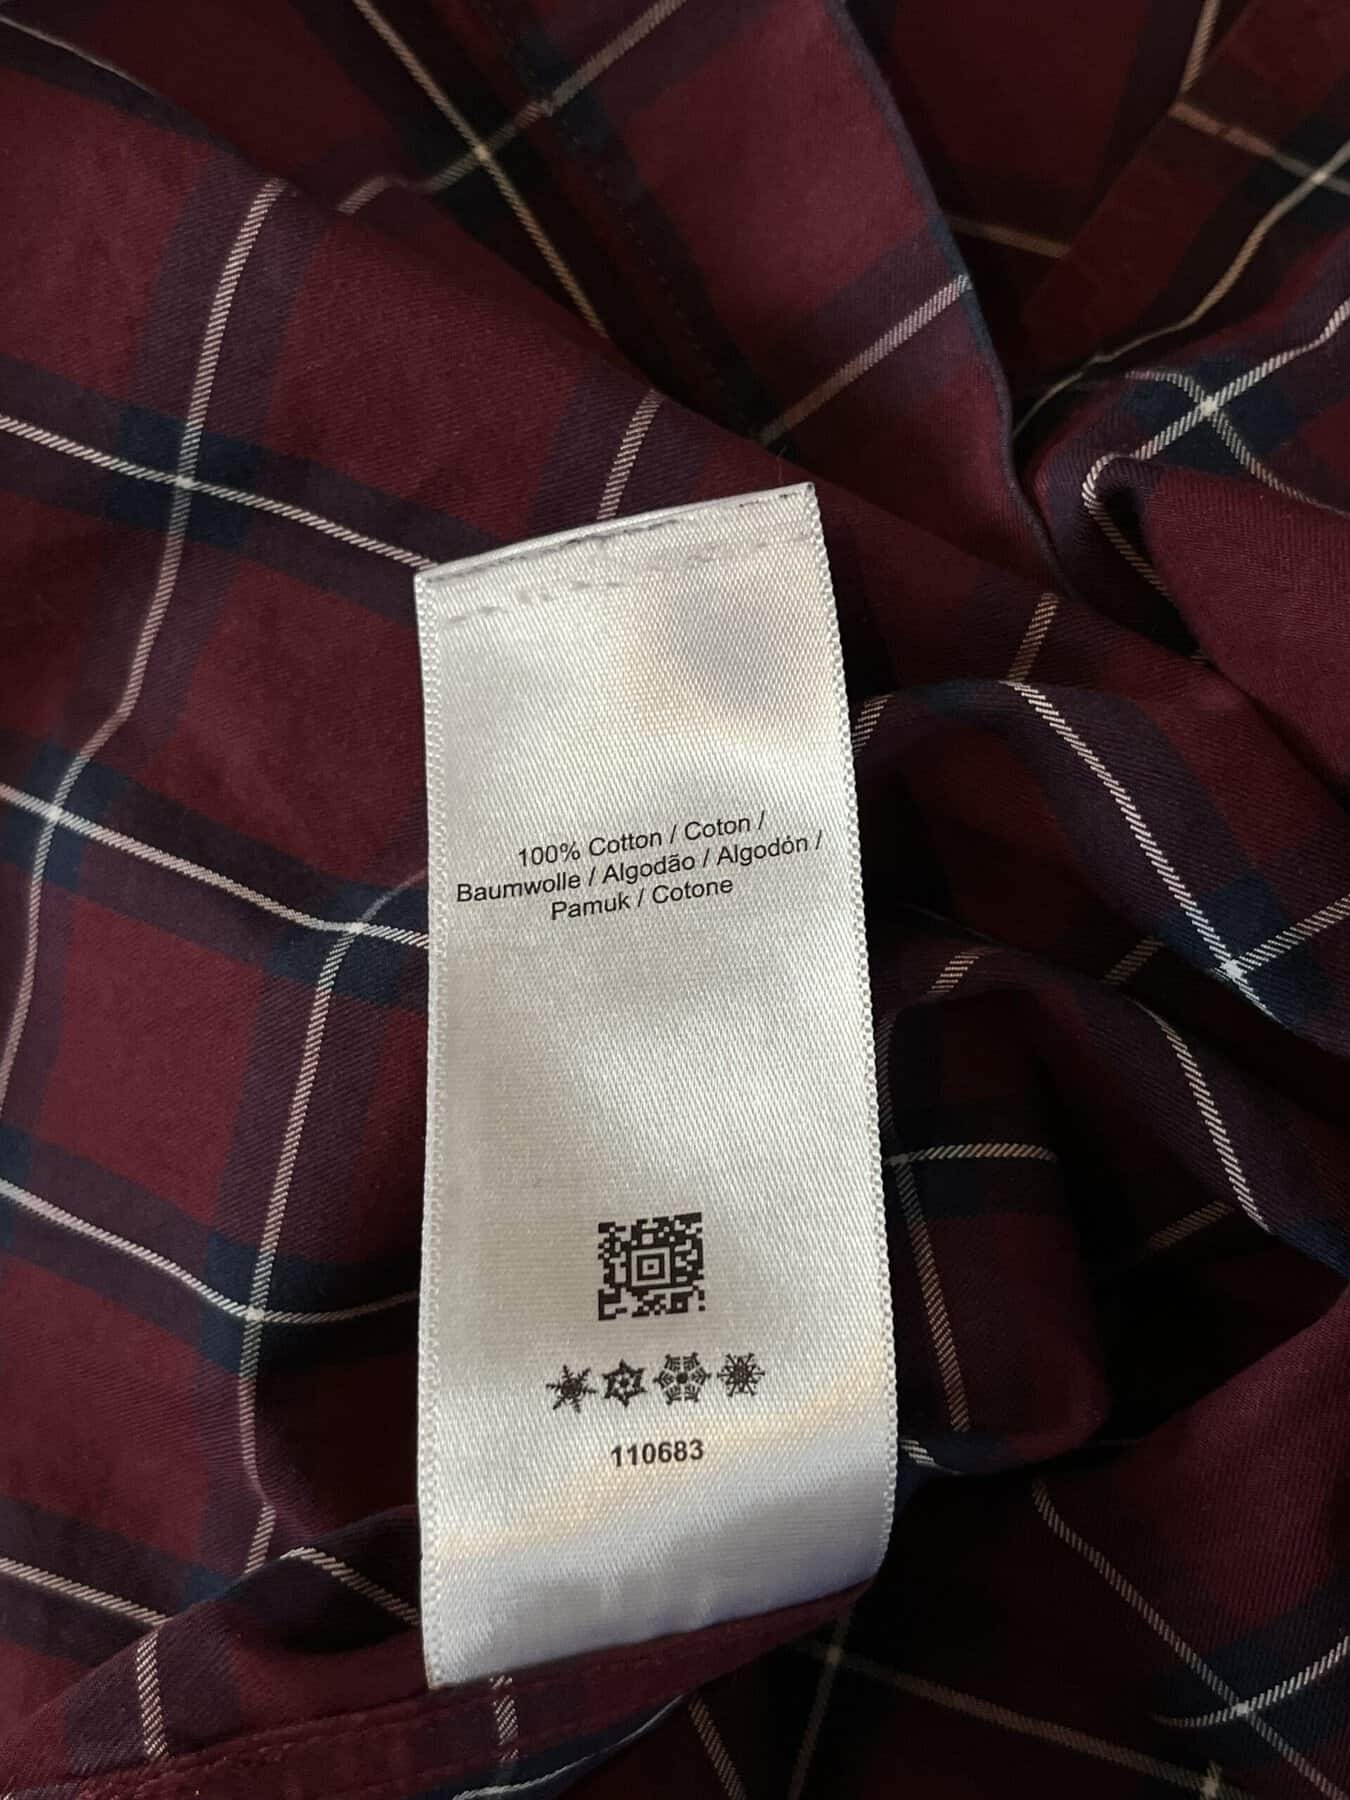 100% Cotton / Coton /
Baumwolle / Algodão / Algodón /
Pamuk / Cotone
110683